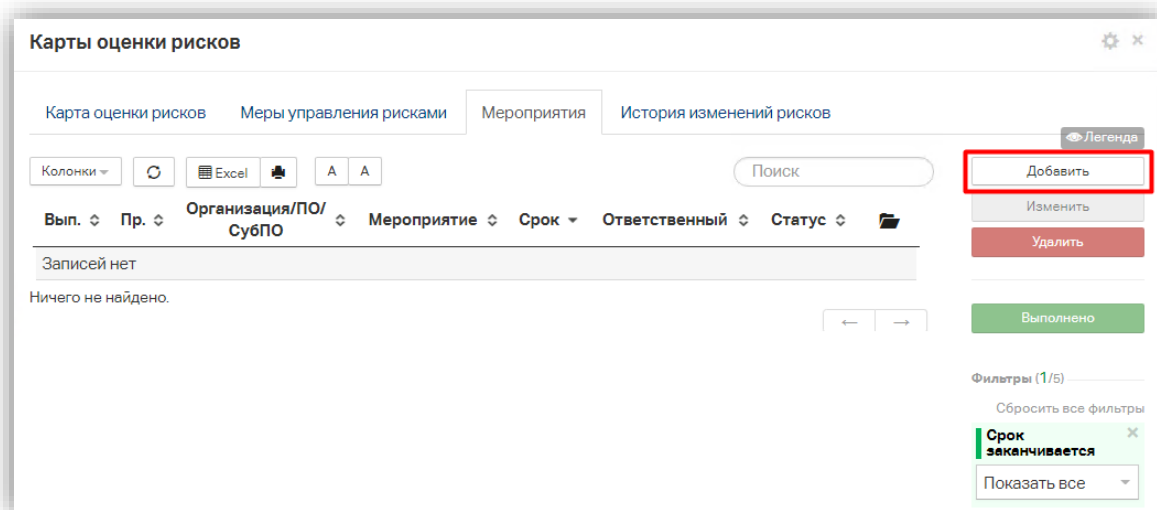 Карты оценки рисков
Карта оценки рисков Меры управления рисками Мероприятия История изменений рисков
Легенда
Колонки Excel A A Поиск Добавить
Изменить
Вып. Пр. Организация/ПО/СубПО Мероприятие Срок Ответственный Статус
Удалить
Записей нет
Ничего не найдено.
Выполнено
← →
Фильтры (1/5)
Сбросить все фильтры
Срок
заканчивается
Показать все